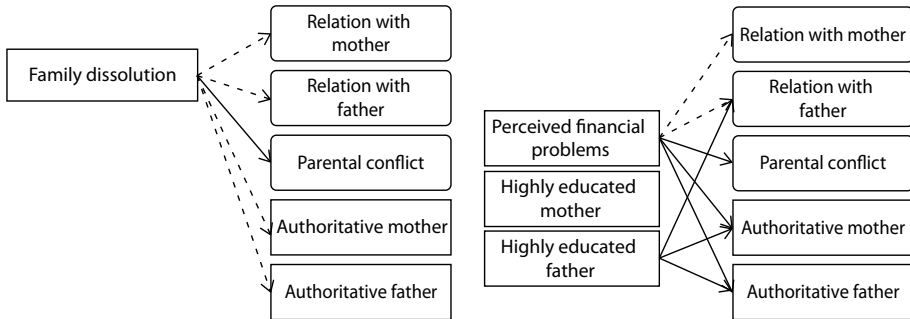 Family dissolution
Relation with
mother
Relation with
father
Parental conflict
Authoritative mother
Authoritative father
Perceived financial
problems
Highly educated
mother
Highly educated
father
Relation with mother
Relation with
father
Parental conflict
Authoritative mother
Authoritative father